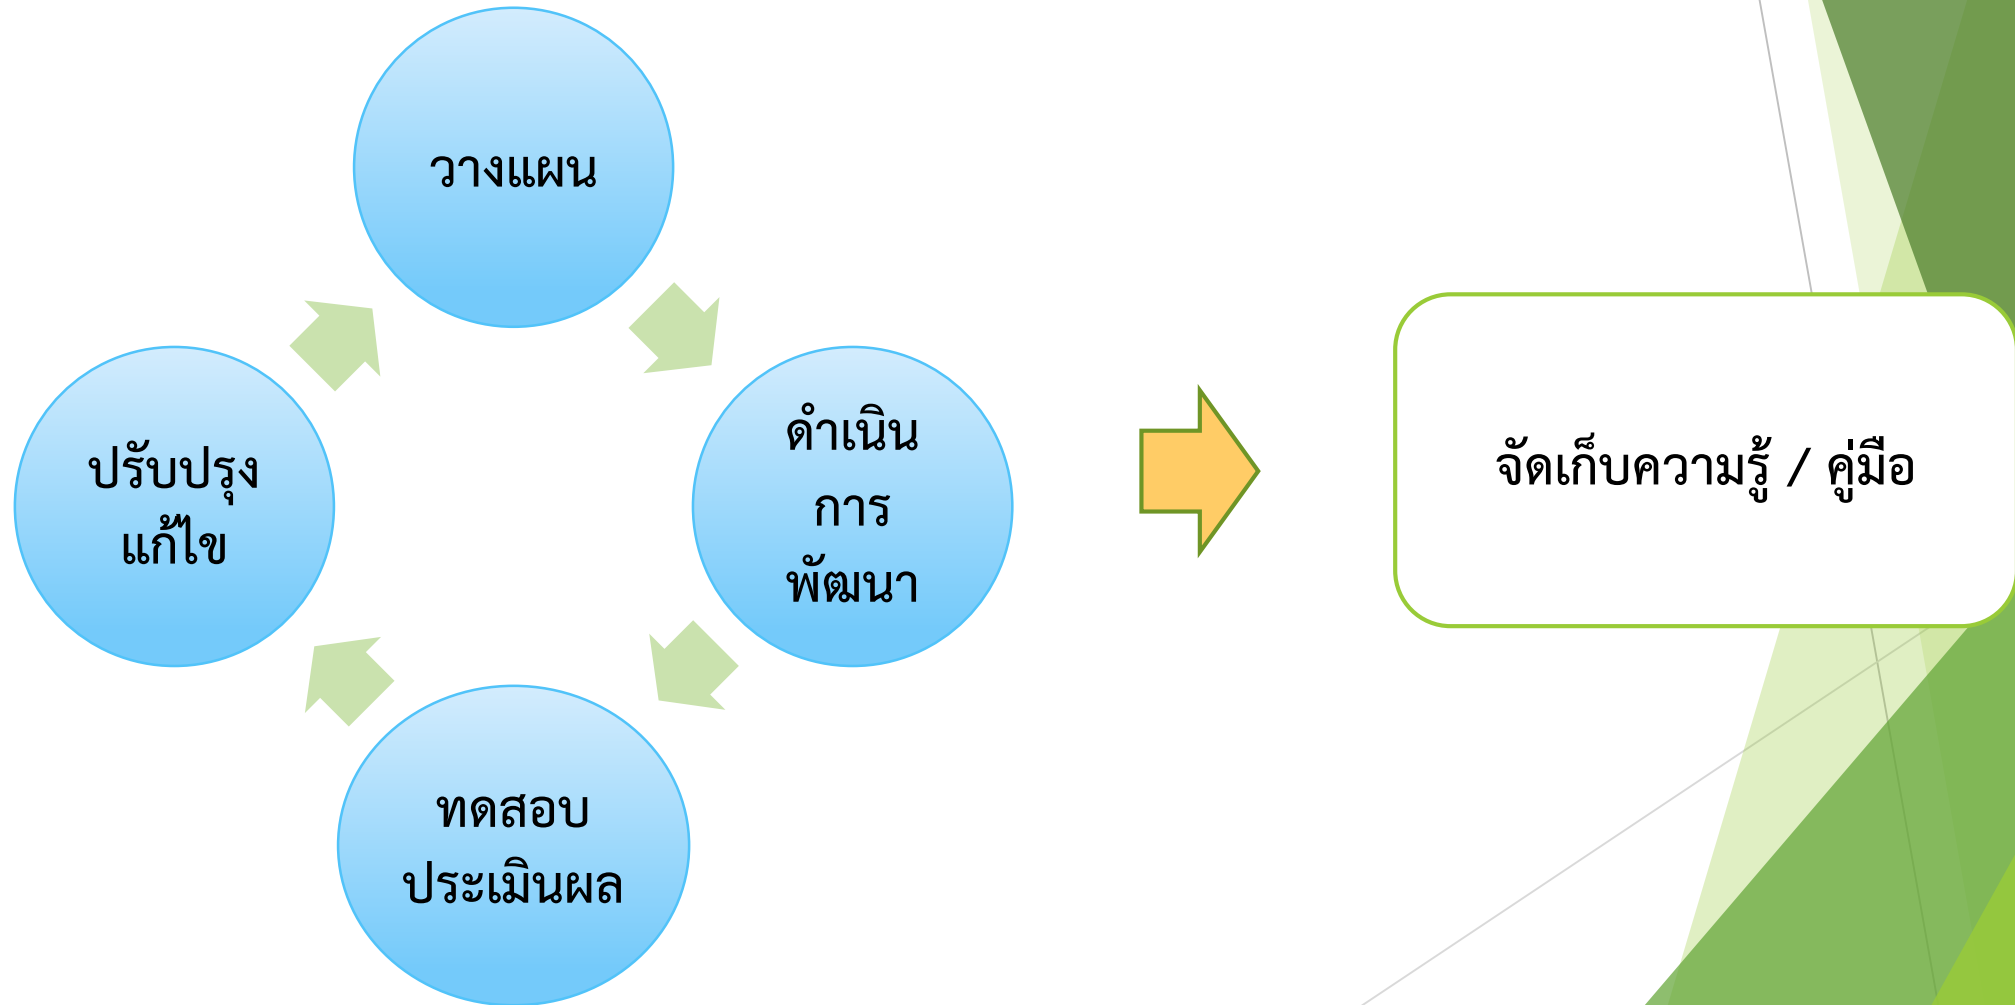 วางแผน
ดำเนิน
การ
พัฒนา
ทดสอบ
ประเมินผล
ปรับปรุง
แก้ไข
จัดเก็บความรู้ / คู่มือ